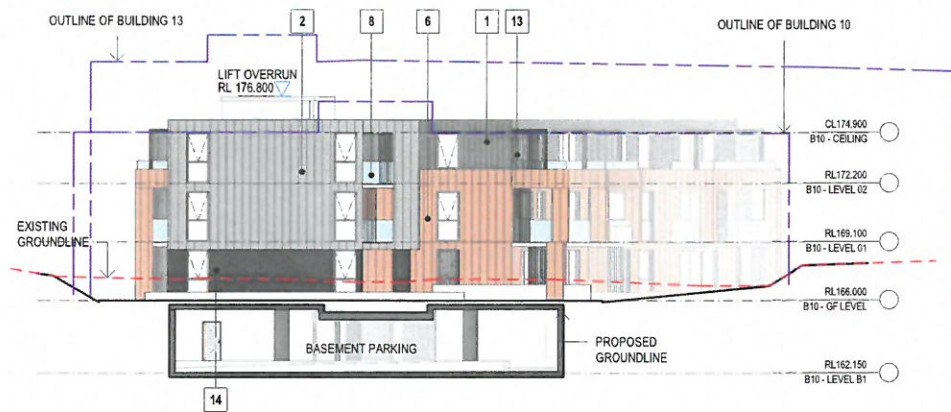 OUTLINE OF BUILDING 13
2
8
6
1
13
OUTLINE OF BUILDING 10
LIFT OVERRUN
RL 176.800
CL174.900
B10 - CEILING
RL172.200
B10 - LEVEL 02
EXISTING
GROUNDLINE
RL169.100
B10 - LEVEL 01
RL166.000
B10 - GF LEVEL
BASEMENT PARKING
PROPOSED
GROUNDLINE
RL162.150
B10 - LEVEL B1
14